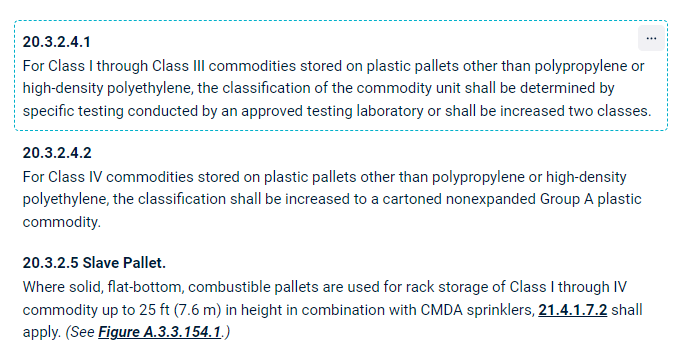 20.3.2.4.1
For Class I through Class III commodities stored on plastic pallets other than polypropylene or
high-density polyethylene, the classification of the commodity unit shall be determined by
specific testing conducted by an approved testing laboratory or shall be increased two classes.
20.3.2.4.2
For Class IV commodities stored on plastic pallets other than polypropylene or high-density
polyethylene, the classification shall be increased to a cartoned nonexpanded Group A plastic
commodity.
20.3.2.5 Slave Pallet.
Where solid, flat-bottom, combustible pallets are used for rack storage of Class I through IV
commodity up to 25 ft (7.6 m) in height in combination with CMDA sprinklers, 21.4.1.7.2 shall
apply. (See Figure A.3.3.154.1.)